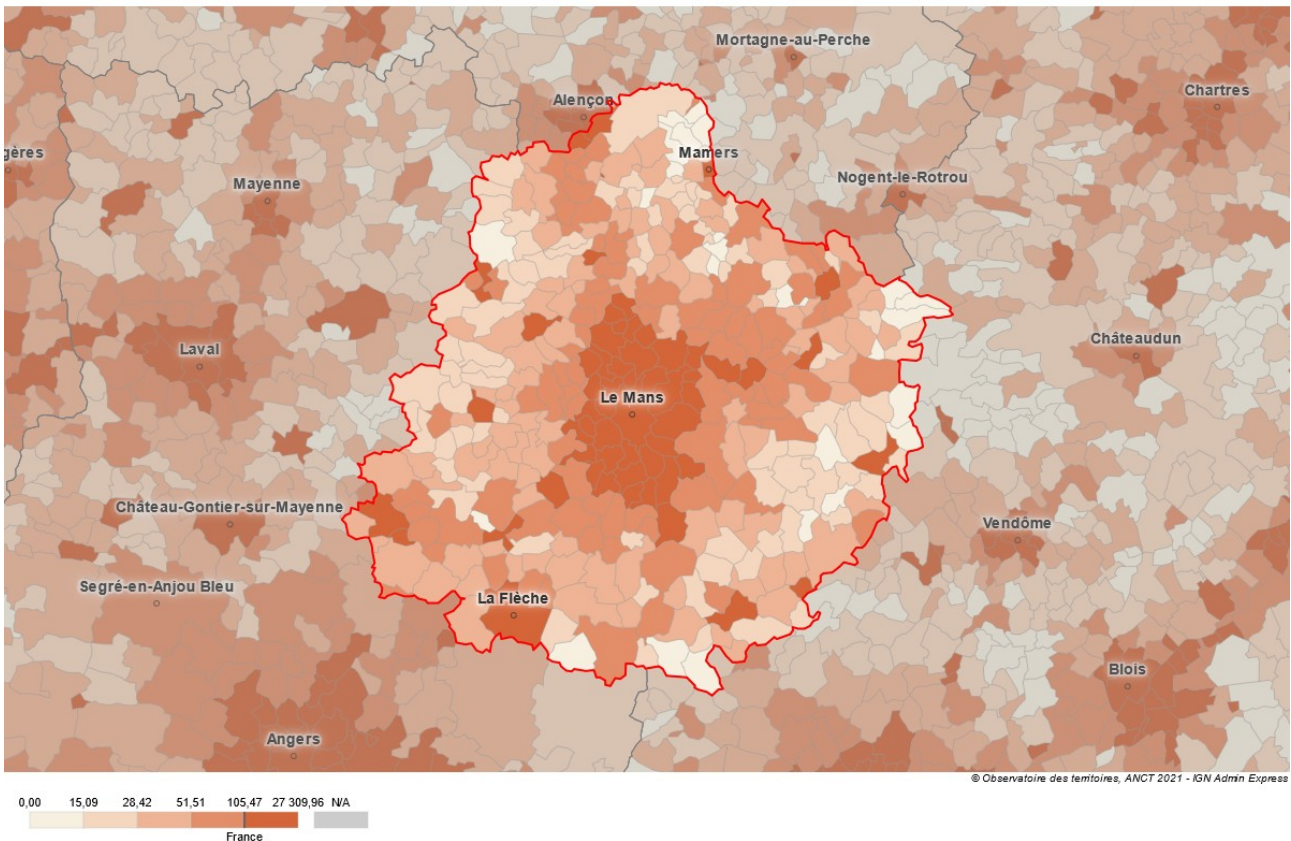 Mortagne-au-Perche
Alençon
Chartres
gères
Mamers
Mayenne
Nogent-le-Rotrou
Laval
Châteaudun
Le Mans
Château-Gontier-sur-Mayenne
Vendôme
Segré-en-Anjou Bleu
La Flèche
Blois
Angers
© Observatoire des territoires, ANCT 2021 - IGN Admin Express
0,00 15,09 28,42 51,51 105,47 27 309,96 N/A
France